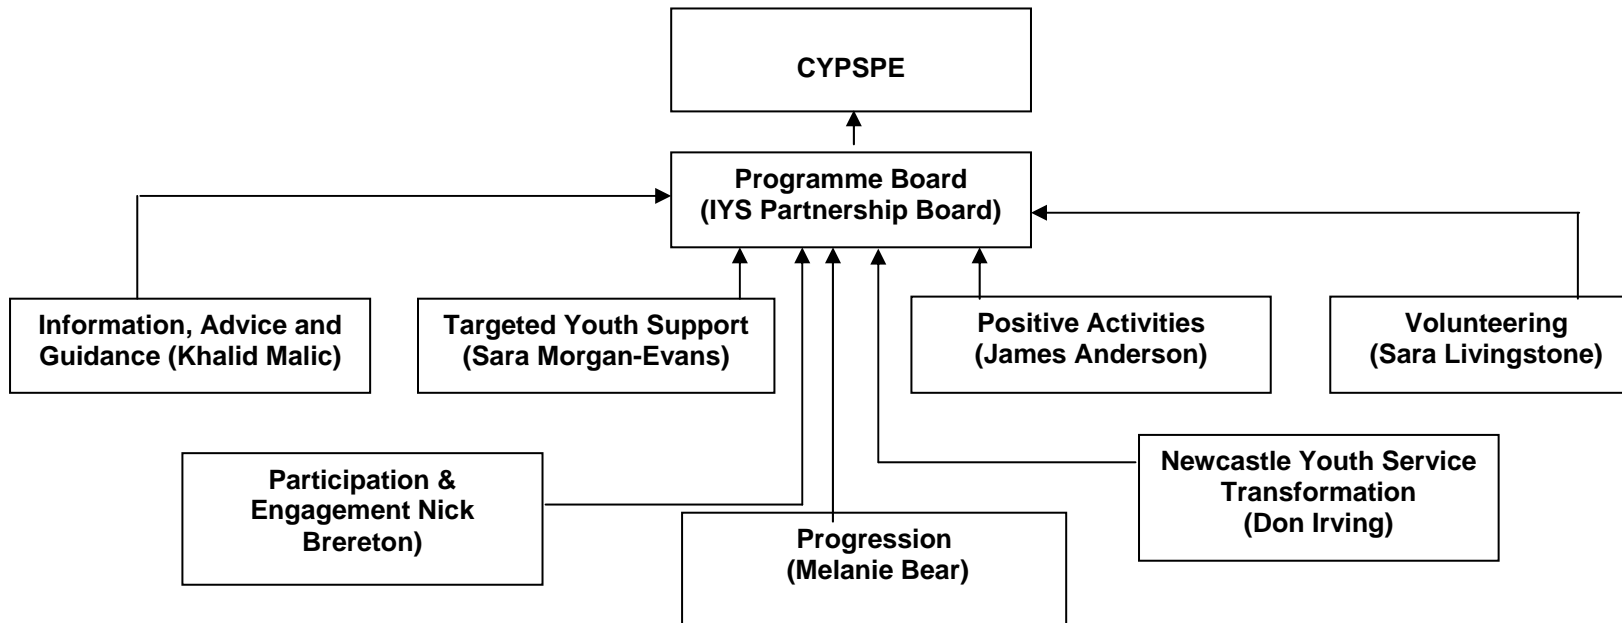 CYPSPE
Programme Board
(IYS Partnership Board)
Information, Advice and
Guidance (Khalid Malic)
Targeted Youth Support
(Sara Morgan-Evans)
Positive Activities
(James Anderson)
Volunteering
(Sara Livingstone)
Participation &
Engagement Nick
Brereton)
Progression
(Melanie Bear)
Newcastle Youth Service
Transformation
(Don Irving)